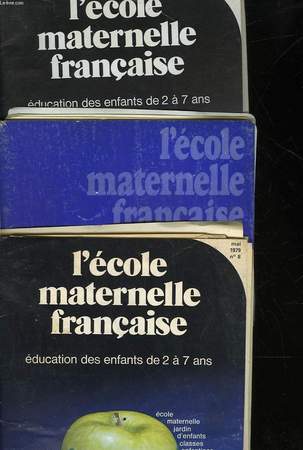 l'école
maternelle
française
éducation des enfants de 2 à 7 ans
l'école
maternelle
française
mai
1979
n° 8
l'école
maternelle
française
éducation des enfants de 2 à 7 ans
école
maternelle
jardin
d'enfants
classes
enfantines